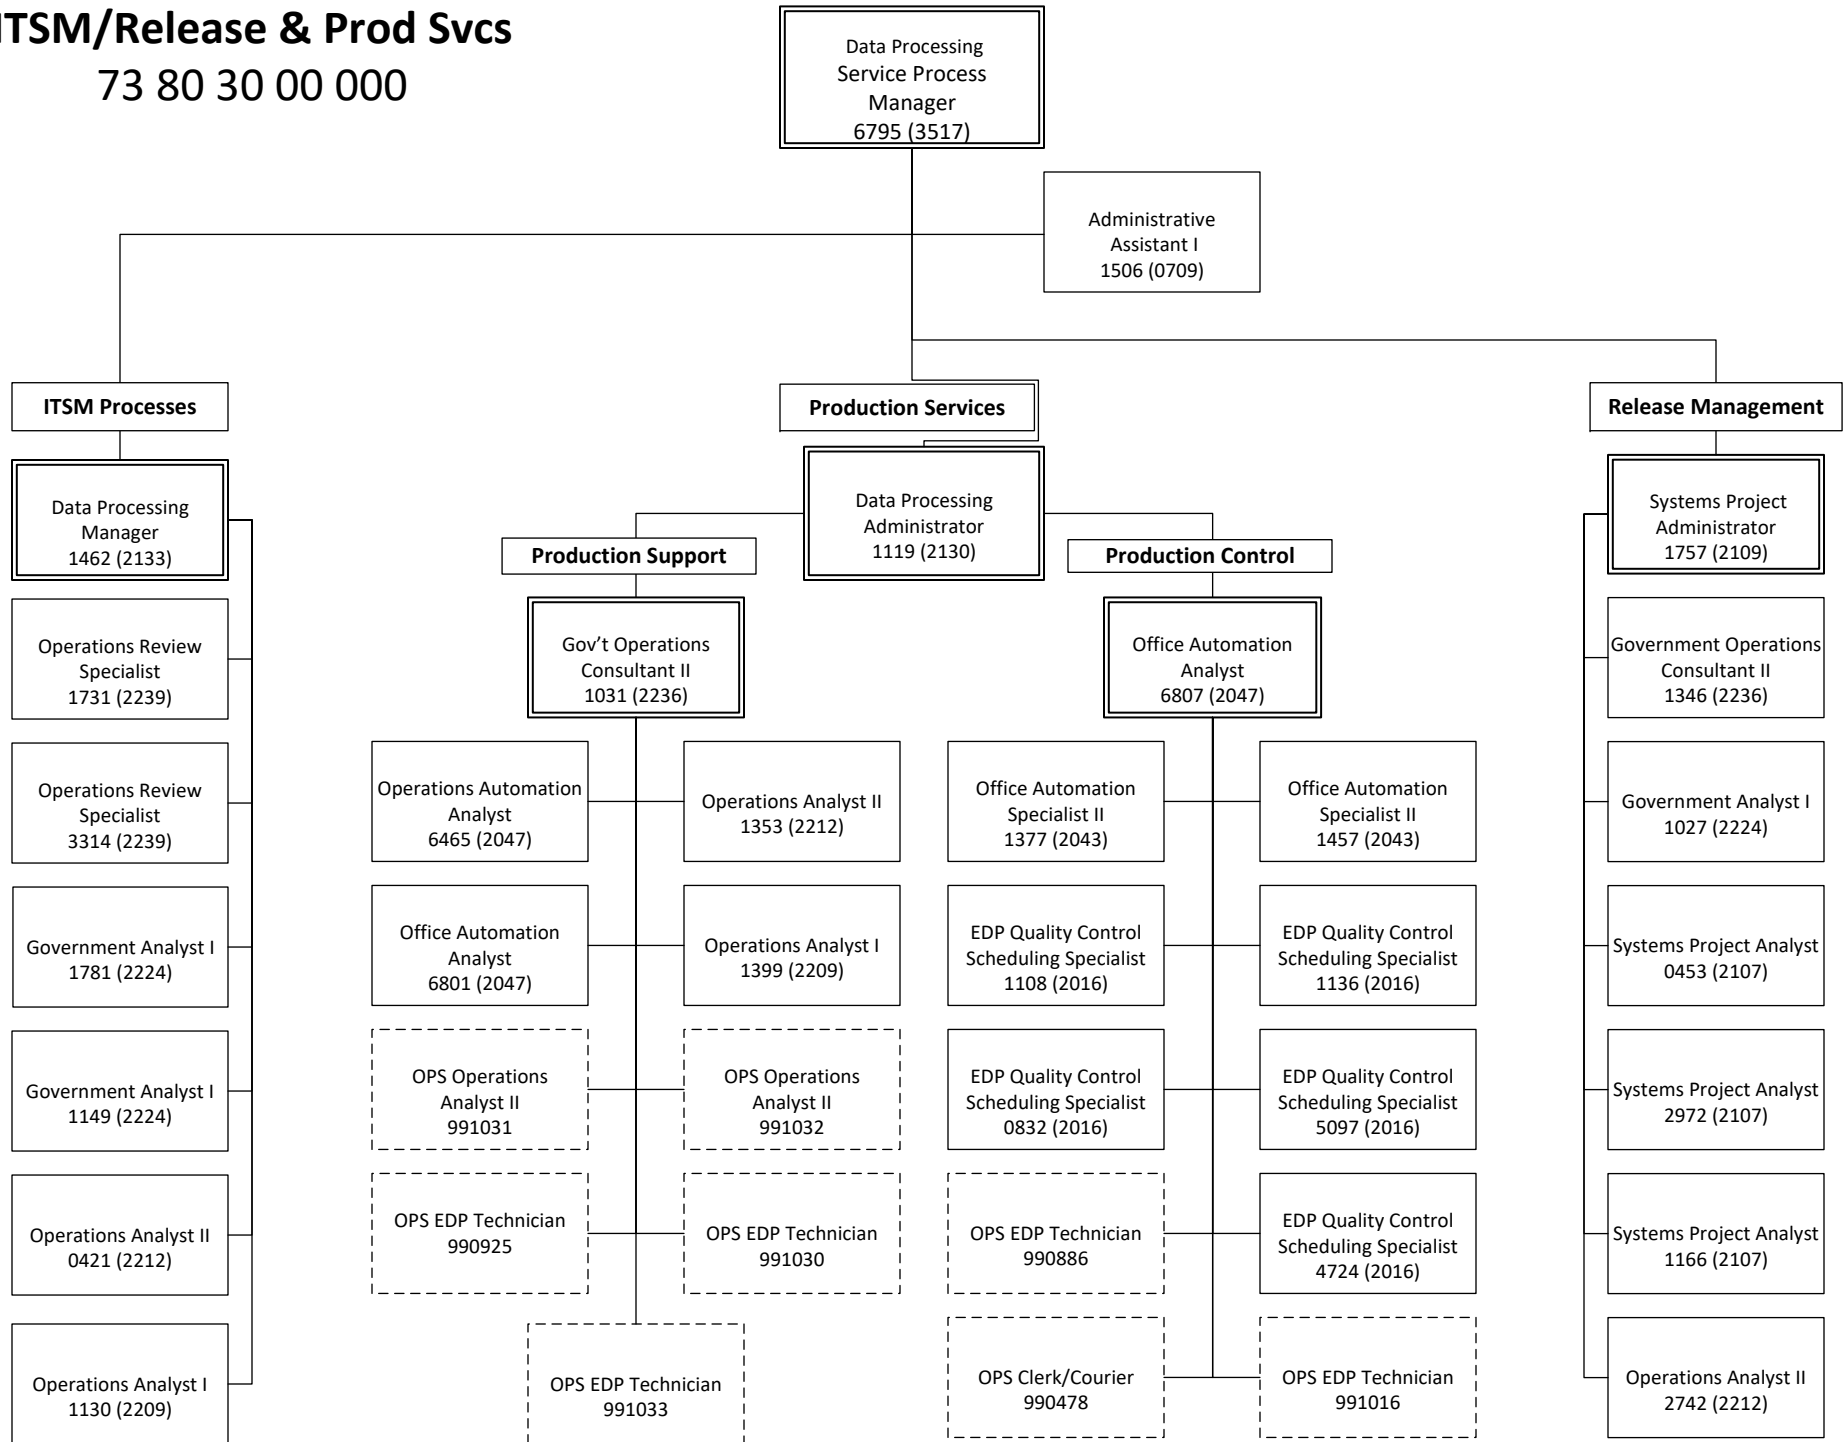 TSM/Release & Prod Svcs
73 80 30 00 000
Data Processing
Service Process
Manager
6795 (3517)
Administrative
Assistant I
1506 (0709)
ITSM Processes
Production Services
Release Management
Data Processing
Manager
1462 (2133)
Data Processing
Administrator
1119 (2130)
Systems Project
Administrator
1757 (2109)
Production Support
Production Control
Operations Review
Specialist
1731 (2239)
Gov’t Operations
Consultant II
1031 (2236)
Office Automation
Analyst
6807 (2047)
Government Operations
Consultant II
1346 (2236)
Operations Review
Specialist
3314 (2239)
Operations Automation
Analyst
6465 (2047)
Operations Analyst II
1353 (2212)
Office Automation
Specialist II
1377 (2043)
Office Automation
Specialist II
1457 (2043)
Government Analyst I
1027 (2224)
Government Analyst I
1781 (2224)
Office Automation
Analyst
6801 (2047)
Operations Analyst I
1399 (2209)
EDP Quality Control
Scheduling Specialist
1108 (2016)
EDP Quality Control
Scheduling Specialist
1136 (2016)
Systems Project Analyst
0453 (2107)
Government Analyst I
1149 (2224)
OPS Operations
Analyst II
991031
OPS Operations
Analyst II
991032
EDP Quality Control
Scheduling Specialist
0832 (2016)
EDP Quality Control
Scheduling Specialist
5097 (2016)
Systems Project Analyst
2972 (2107)
Operations Analyst II
0421 (2212)
OPS EDP Technician
990925
OPS EDP Technician
991030
OPS EDP Technician
990886
EDP Quality Control
Scheduling Specialist
4724 (2016)
Systems Project Analyst
1166 (2107)
Operations Analyst I
1130 (2209)
OPS EDP Technician
991033
OPS Clerk/Courier
990478
OPS EDP Technician
991016
Operations Analyst II
2742 (2212)